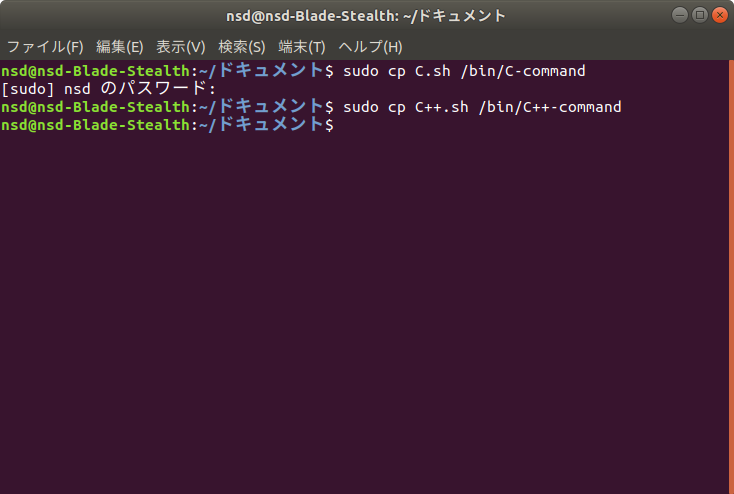 nsd@nsd-Blade-Stealth: ~/ドキュメント
ファイル(F) 編集(E) 表示(V) 検索(S) 端末(T) ヘルプ(H)
nsd@nsd-Blade-Stealth:~/ドキュメント$ sudo cp C.sh /bin/C-command
[sudo] nsd のパスワード:
nsd@nsd-Blade-Stealth:~/ドキュメント$ sudo cp C++.sh /bin/C++-command
nsd@nsd-Blade-Stealth:~/ドキュメント$